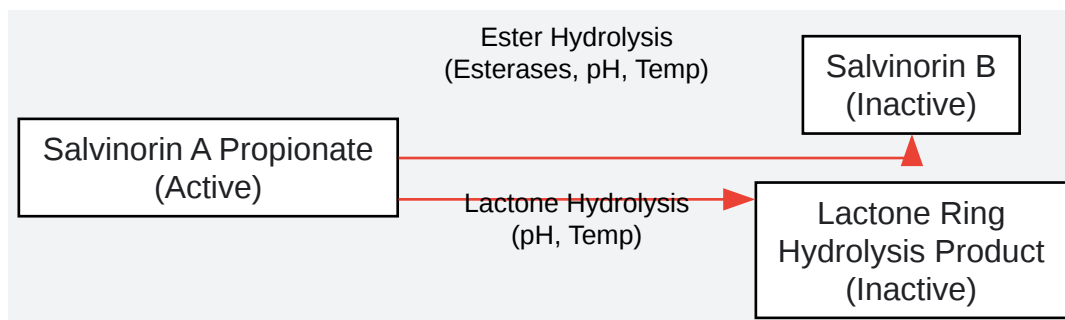 Ester Hydrolysis
(Esterases, pH, Temp)
Salvinorin B
(Inactive)
Salvinorin A Propionate
(Active)
Lactone Hydrolysis
(pH, Temp)
Lactone Ring
Hydrolysis Product
(Inactive)